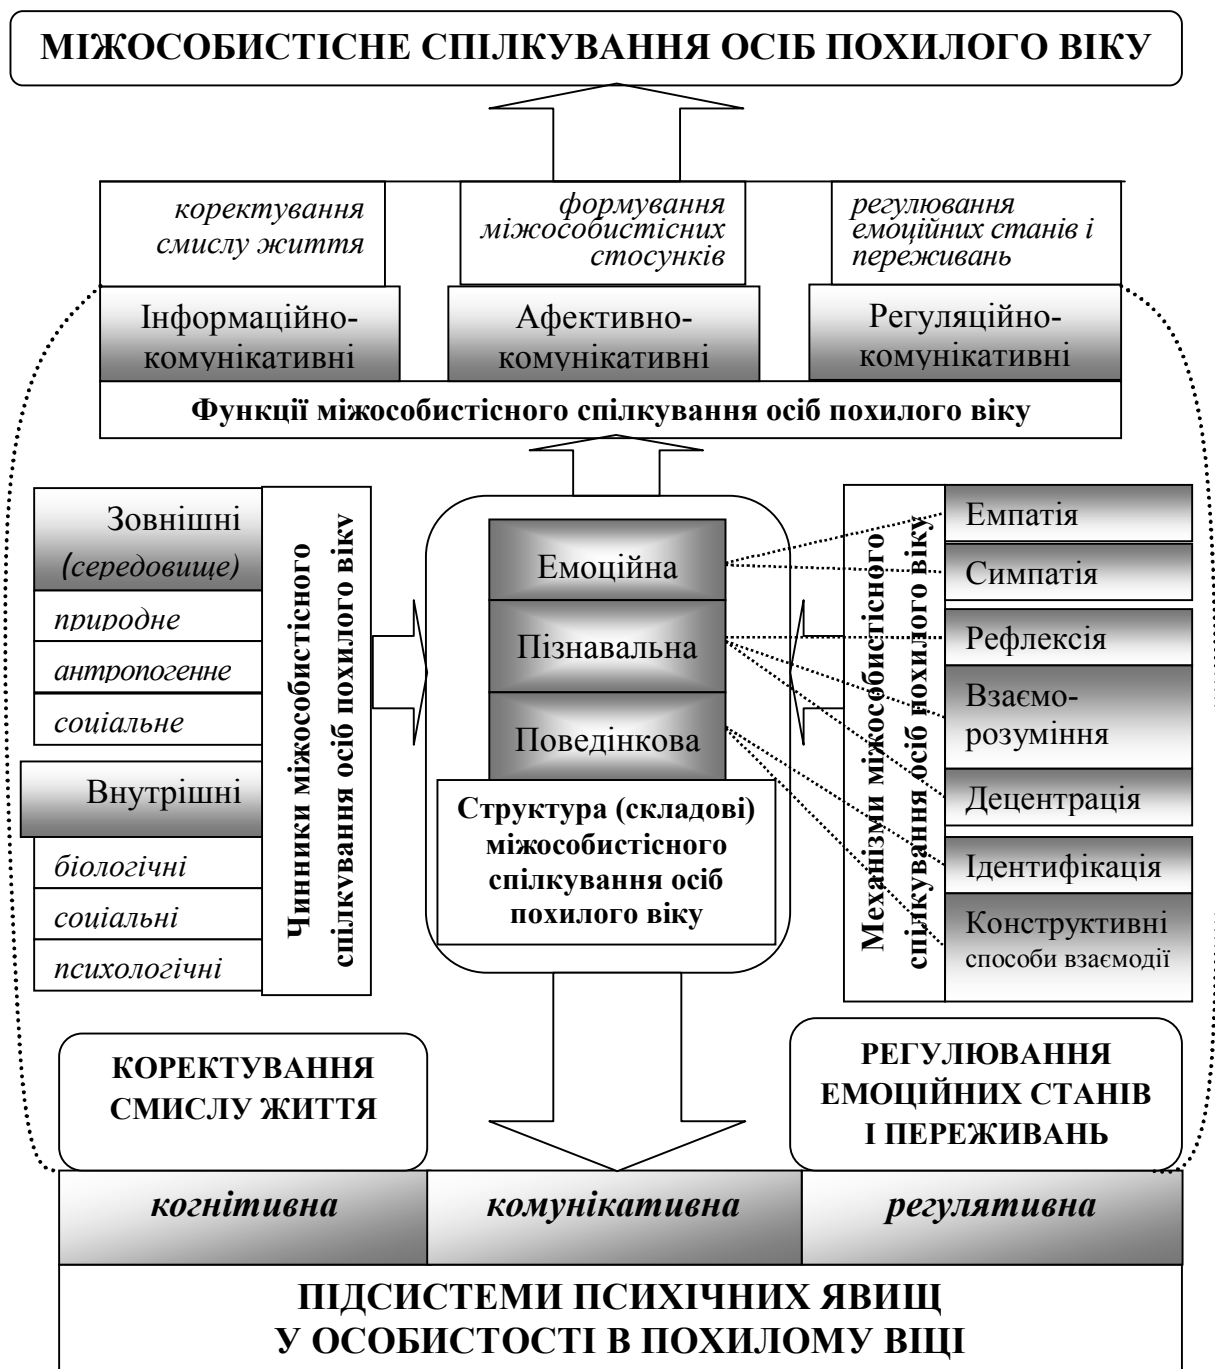 МІЖОСОБИСТІСНЕ СПІЛКУВАННЯ ОСІБ ПОХИЛОГО ВІКУ
коректування
смислу життя
формування
міжособистісних
стосунків
регулювання
емоційних станів і
переживань
Інформаційно-
комунікативні
Афективно-
комунікативні
Регуляційно-
комунікативні
Функції міжособистісного спілкування осіб похилого віку
Зовнішні
(середовище)
природне
антропогенне
соціальне
Внутрішні
біологічні
соціальні
психологічні
Чинники міжособистісного
спілкування осіб похилого віку
Емоційна
Пізнавальна
Поведінкова
Структура (складові)
міжособистісного
спілкування осіб
похилого віку
Механізми міжособистісного
спілкування осіб похилого віку
Емпатія
Симпатія
Рефлексія
Взаємо-
розуміння
Децентрація
Ідентифікація
Конструктивні
способи взаємодії
КОРЕКТУВАННЯ
СМИСЛУ ЖИТТЯ
РЕГУЛЮВАННЯ
ЕМОЦІЙНИХ СТАНІВ
І ПЕРЕЖИВАНЬ
когнітивна
комунікативна
регулятивна
ПІДСИСТЕМИ ПСИХІЧНИХ ЯВИЩ
У ОСОБИСТОСТІ В ПОХИЛОМУ ВІЦІ